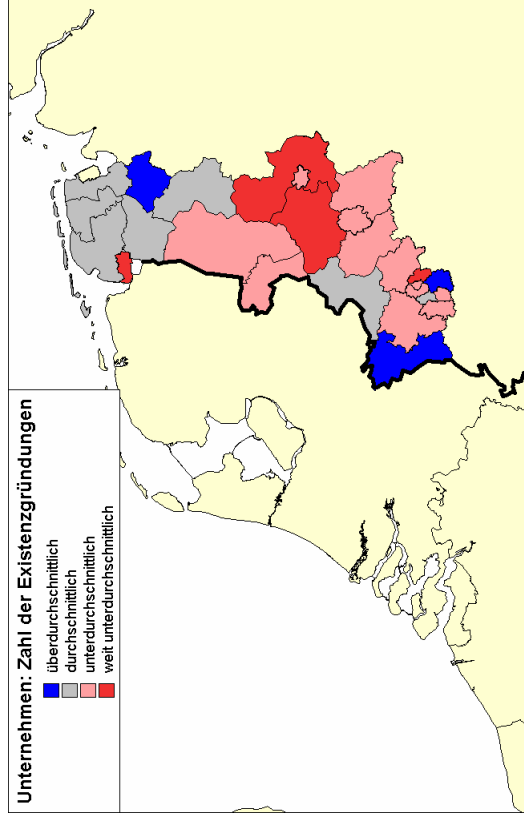 Unternehmen: Zahl der Existenzgründungen
überdurchschnittlich
durchschnittlich
unterdurchschnittlich
weit unterdurchschnittlich